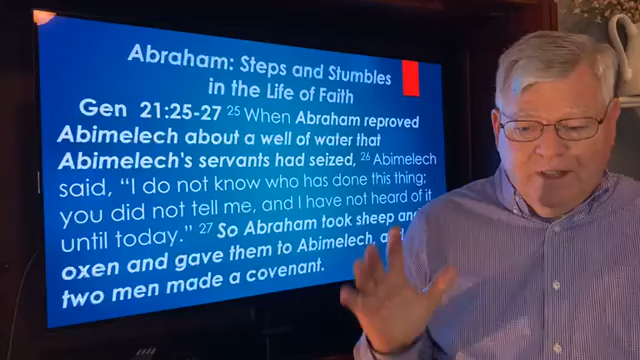 Abraham: Steps and Stumbles
in the Life of Faith
Gen 21:25-27 25 When Abraham reproved
Abimelech about a well of water that
Abimelech's servants had seized, 26 Abimelech
said, “I do not know who has done this thing;
you did not tell me, and I have not heard of it
until today.” 27 So Abraham took sheep and
oxen and gave them to Abimelech,
two men made a covenant.